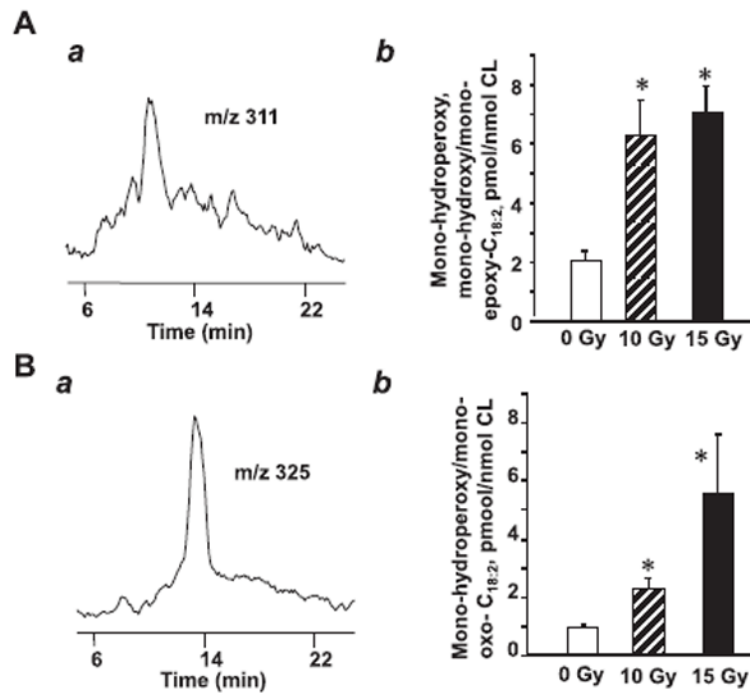 A
a
m/z 311
6 14 22
Time (min)
b
Mono-hydroperoxy,
mono-hydroxy/mono-
epoxy-C18:2, pmol/nmol CL
8
6
4
2
0
* *
0 Gy 10 Gy 15 Gy
B
a
m/z 325
6 14 22
Time (min)
b
Mono-hydroperoxy/mono-
oxo- C18:2, pmool/nmol CL
8
6
4
2
0
*
*
0 Gy 10 Gy 15 Gy